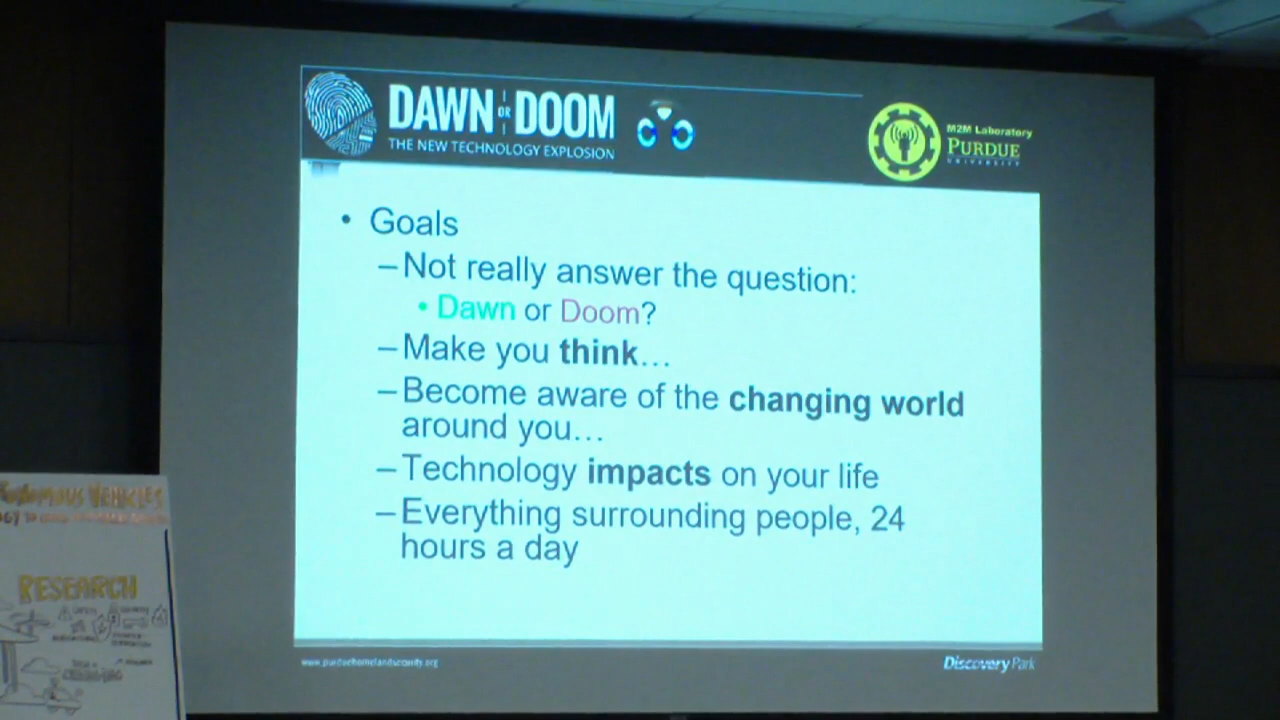 DAWN OR DOOM
THE NEW TECHNOLOGY EXPLOSION
M2M Laboratory
PURDUE
UNIVERSITY
• Goals
–Not really answer the question:
• Dawn or Doom?
–Make you think…
–Become aware of the changing world
around you…
–Technology impacts on your life
–Everything surrounding people, 24
hours a day
www.purduehomelandsecurity.org
Discovery Park
VEHICLES
RESEARCH